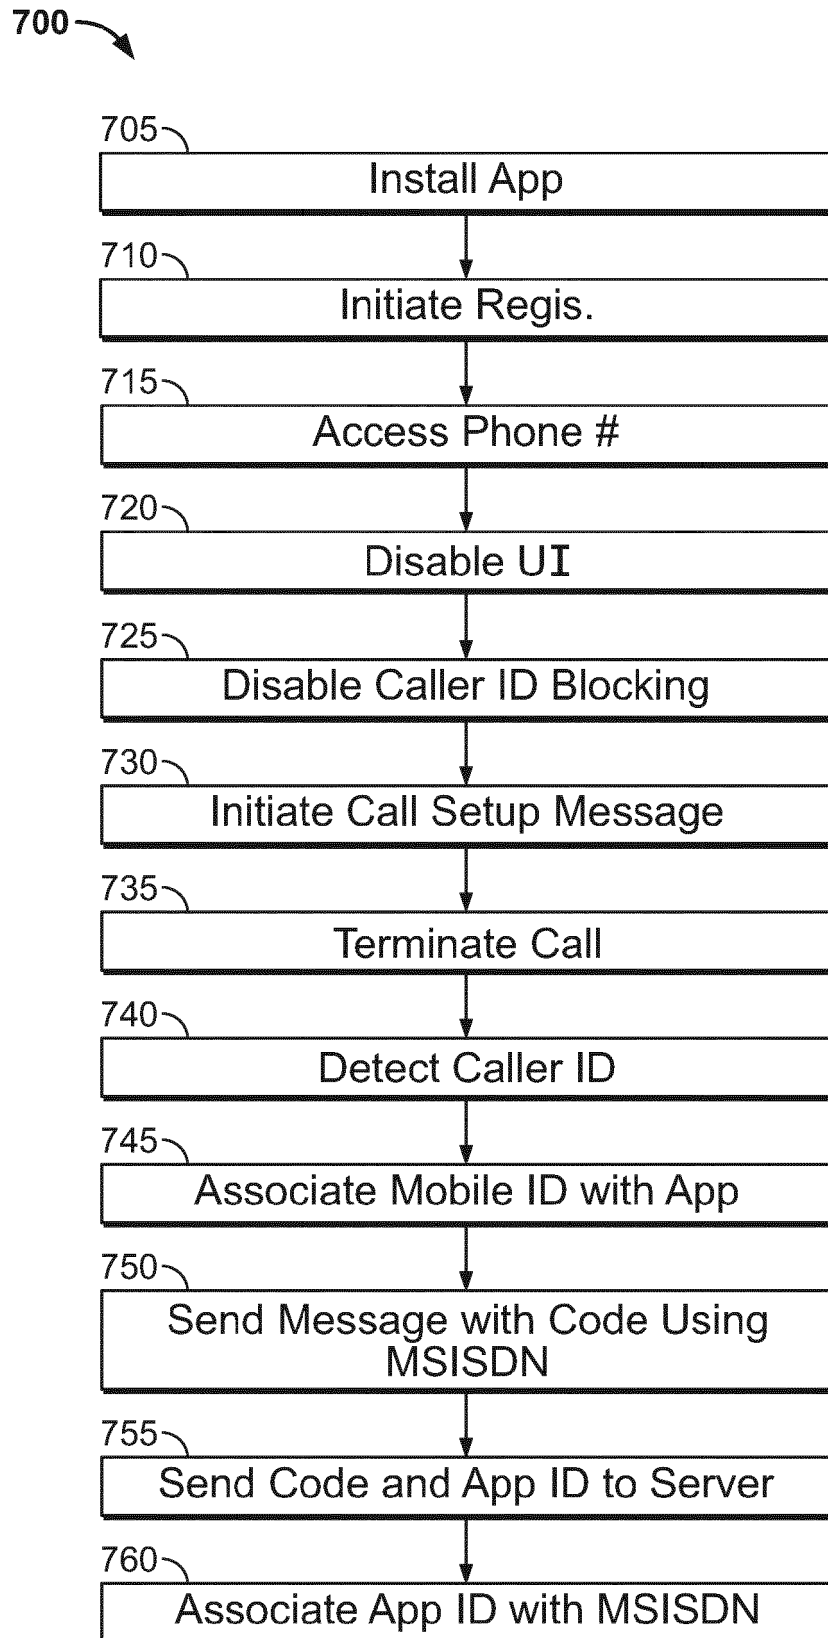 700
705
Install App
710
Initiate Regis.
715
Access Phone #
720
Disable UI
725
Disable Caller ID Blocking
730
Initiate Call Setup Message
735
Terminate Call
740
Detect Caller ID
745
Associate Mobile ID with App
750
Send Message with Code Using
MSISDN
755
Send Code and App ID to Server
760
Associate App ID with MSISDN